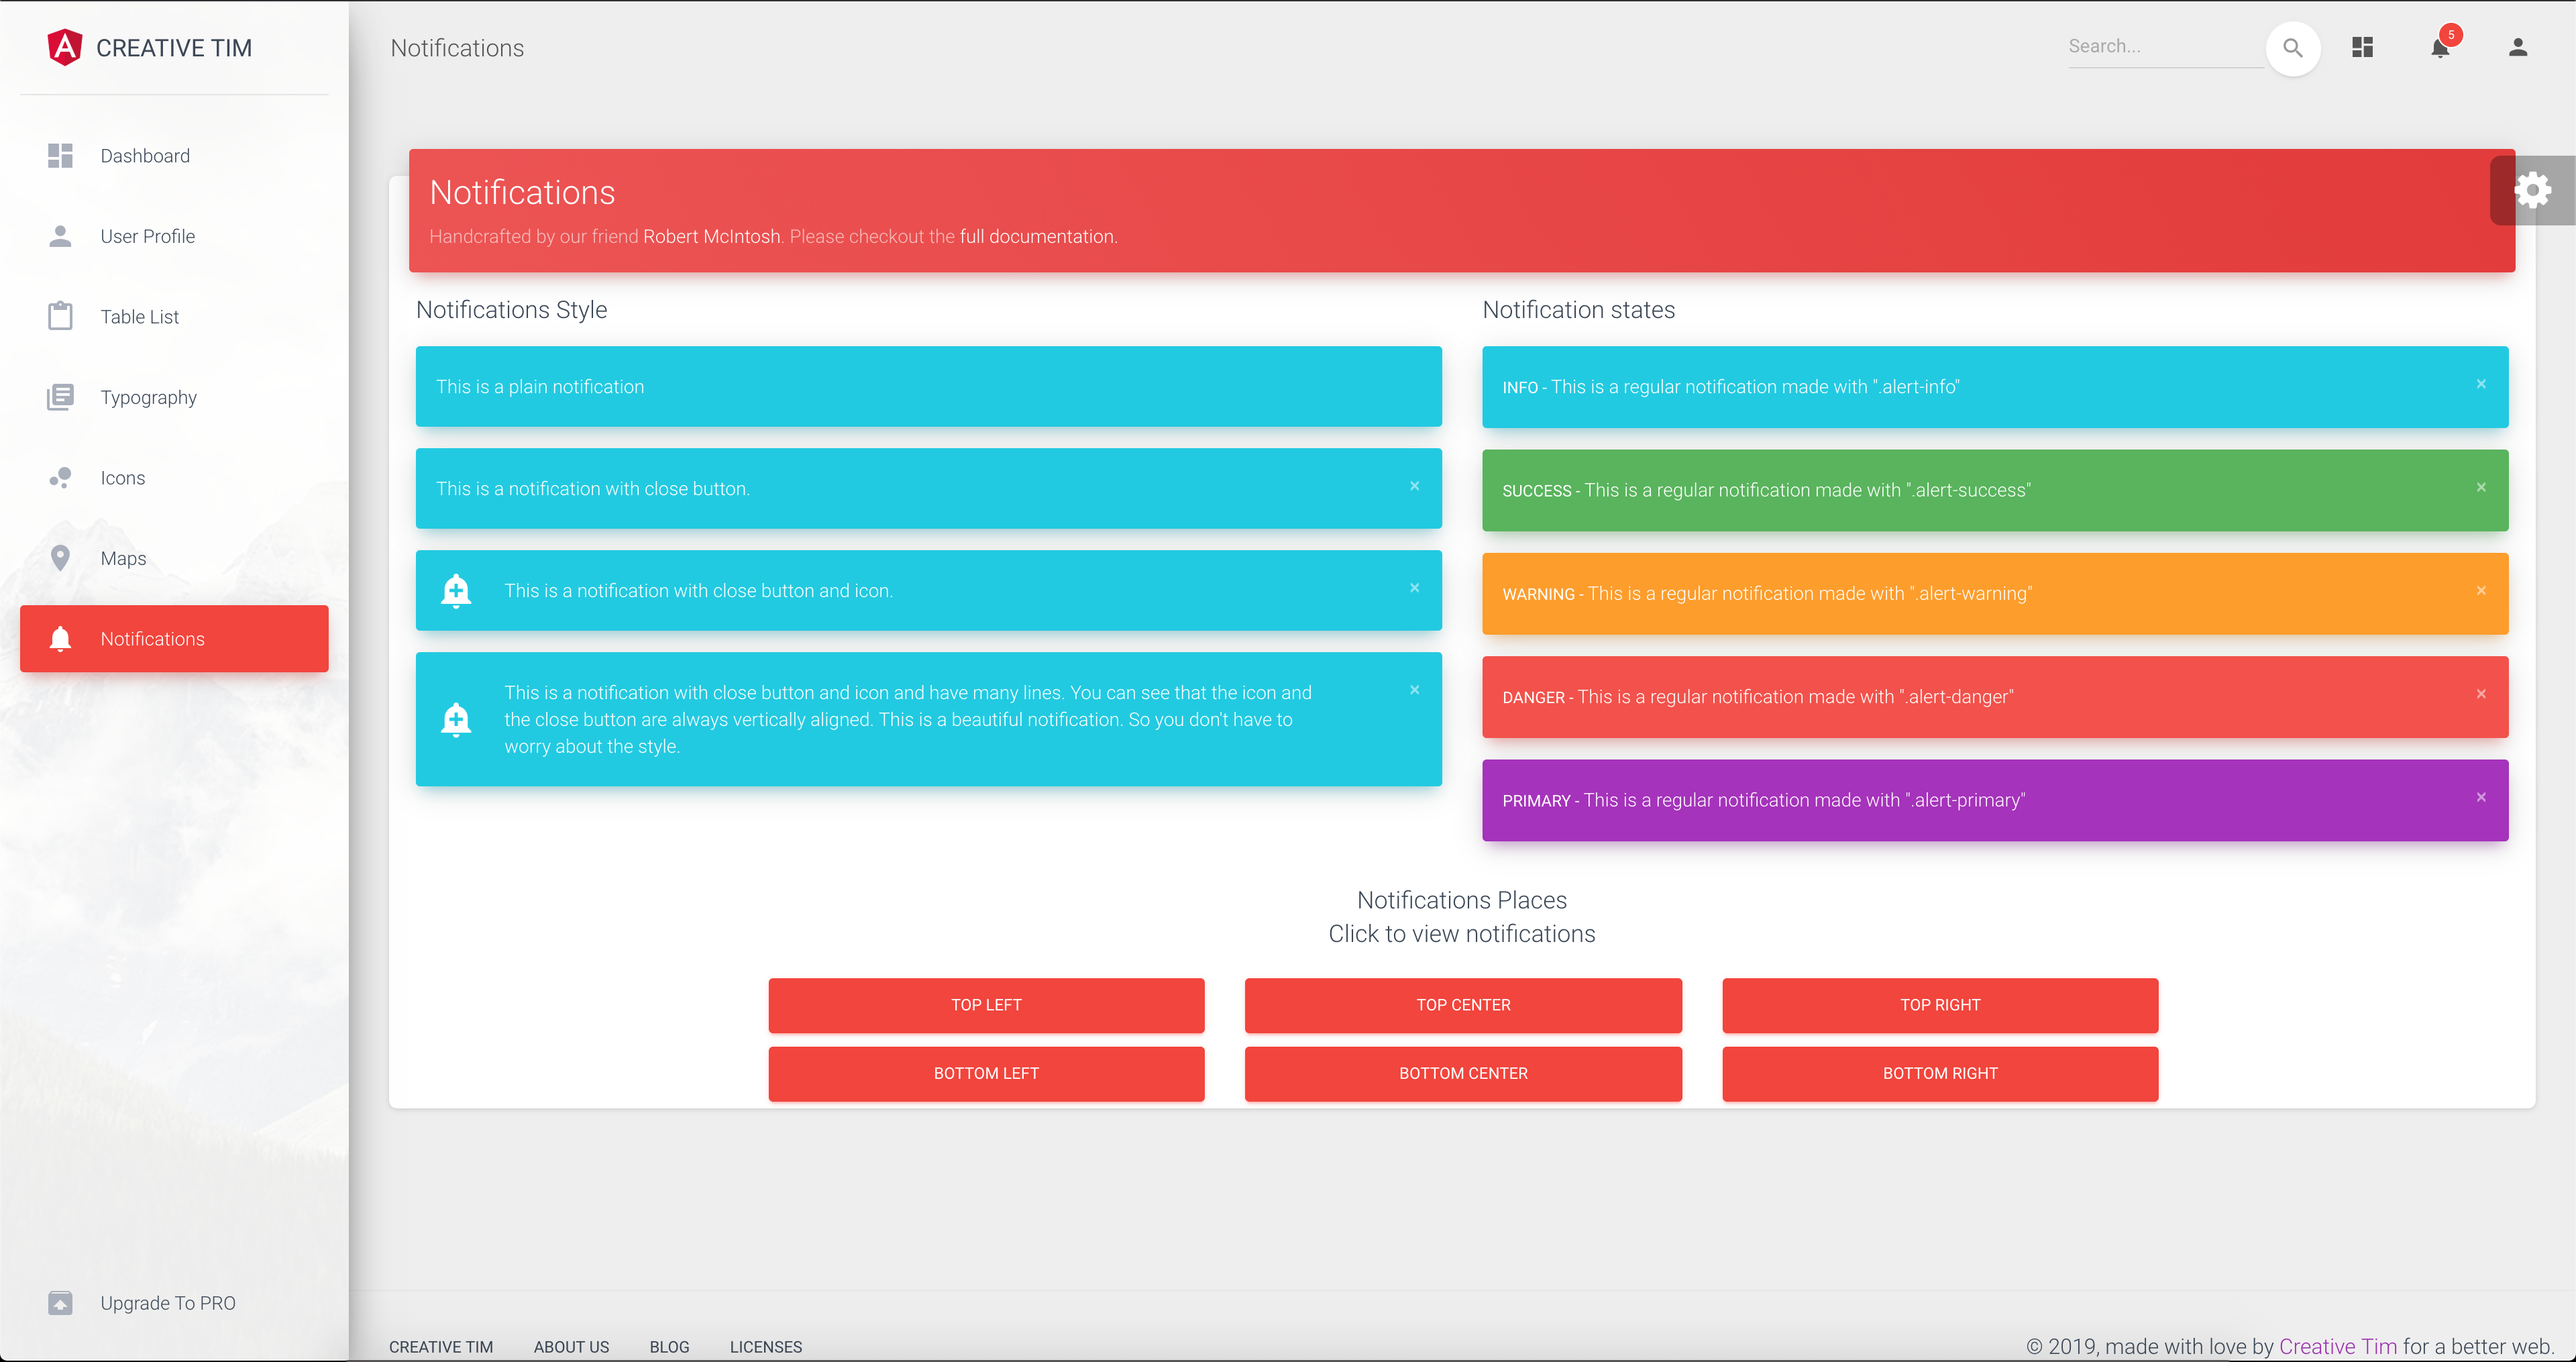 CREATIVE TIM
Dashboard
User Profile
Table List
Typography
Icons
Maps
Notifications
Upgrade To PRO
Notifications
Search...
5
Notifications
Handcrafted by our friend Robert McIntosh. Please checkout the full documentation.
Notifications Style
This is a plain notification
This is a notification with close button.
×
This is a notification with close button and icon.
×
This is a notification with close button and icon and have many lines. You can see that the icon and
the close button are always vertically aligned. This is a beautiful notification. So you don't have to
worry about the style.
×
Notification states
INFO - This is a regular notification made with ".alert-info"
×
SUCCESS - This is a regular notification made with ".alert-success"
×
WARNING - This is a regular notification made with ".alert-warning"
×
DANGER - This is a regular notification made with ".alert-danger"
×
PRIMARY - This is a regular notification made with ".alert-primary"
×
Notifications Places
Click to view notifications
TOP LEFT
TOP CENTER
TOP RIGHT
BOTTOM LEFT
BOTTOM CENTER
BOTTOM RIGHT
CREATIVE TIM
ABOUT US
BLOG
LICENSES
© 2019, made with love by Creative Tim for a better web.